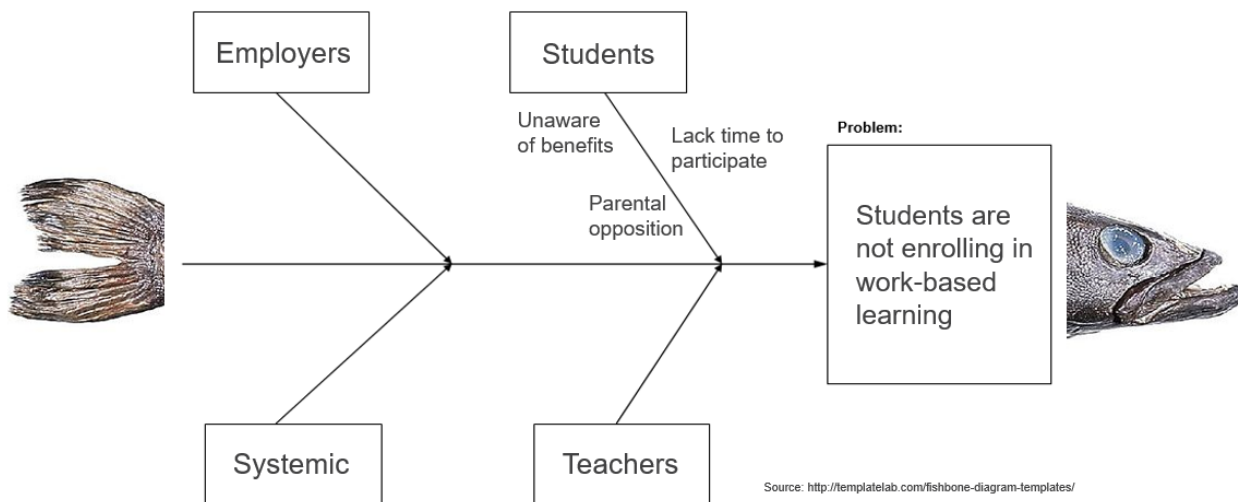 Employers
Students
Unaware
of benefits
Lack time to
participate
Parental
opposition
Problem:
Students are
not enrolling in
work-based
learning
Systemic
Teachers
Source: http://templatelab.com/fishbone-diagram-templates/